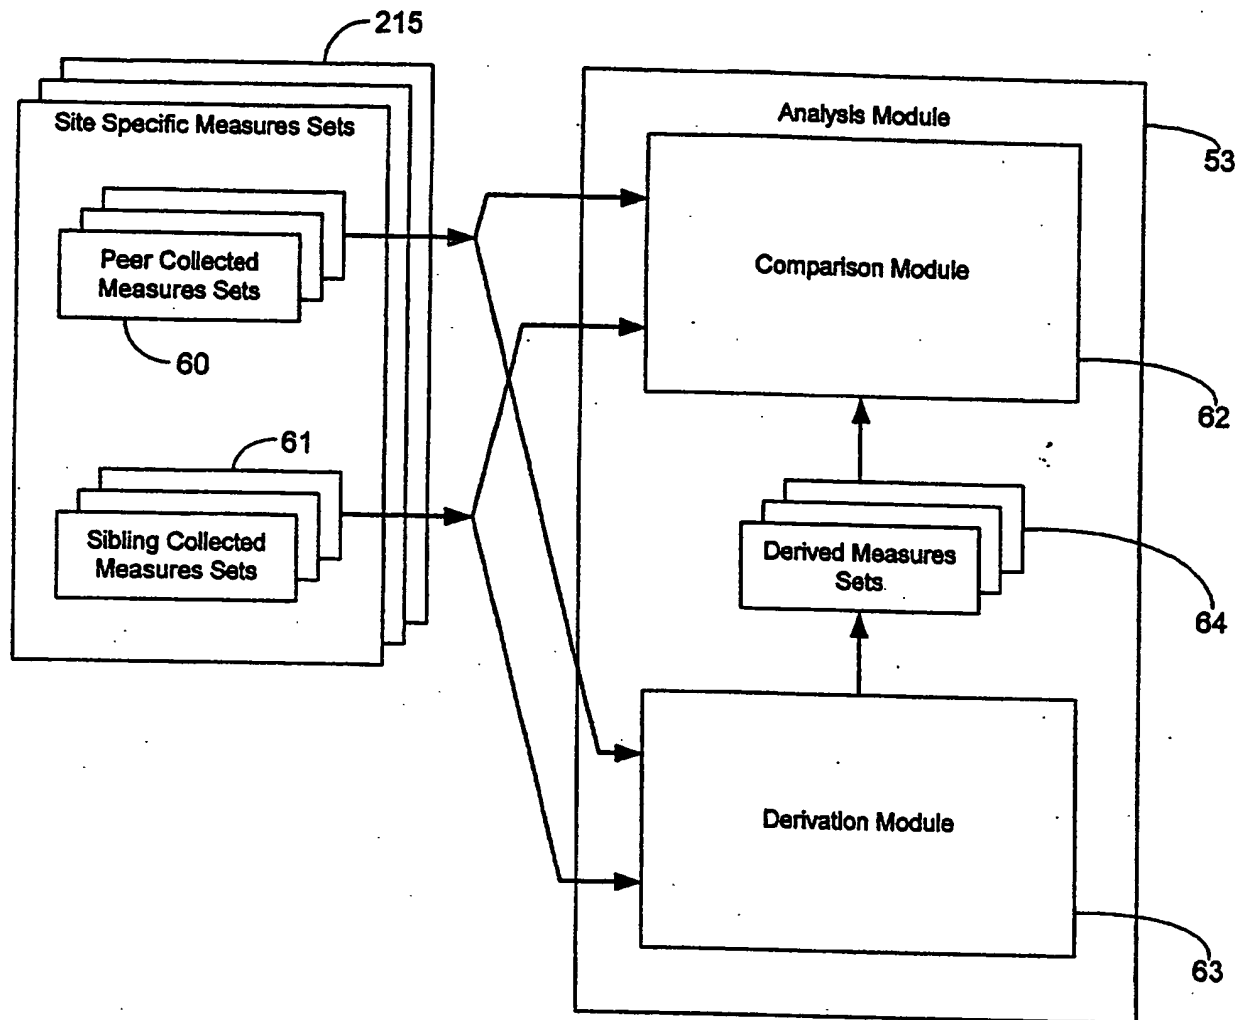 215
Site Specific Measures Sets
Analysis Module
53
Peer Collected
Measures Sets
60
Comparison Module
62
61
Sibling Collected
Measures Sets
Derived Measures
Sets
64
Derivation Module
63